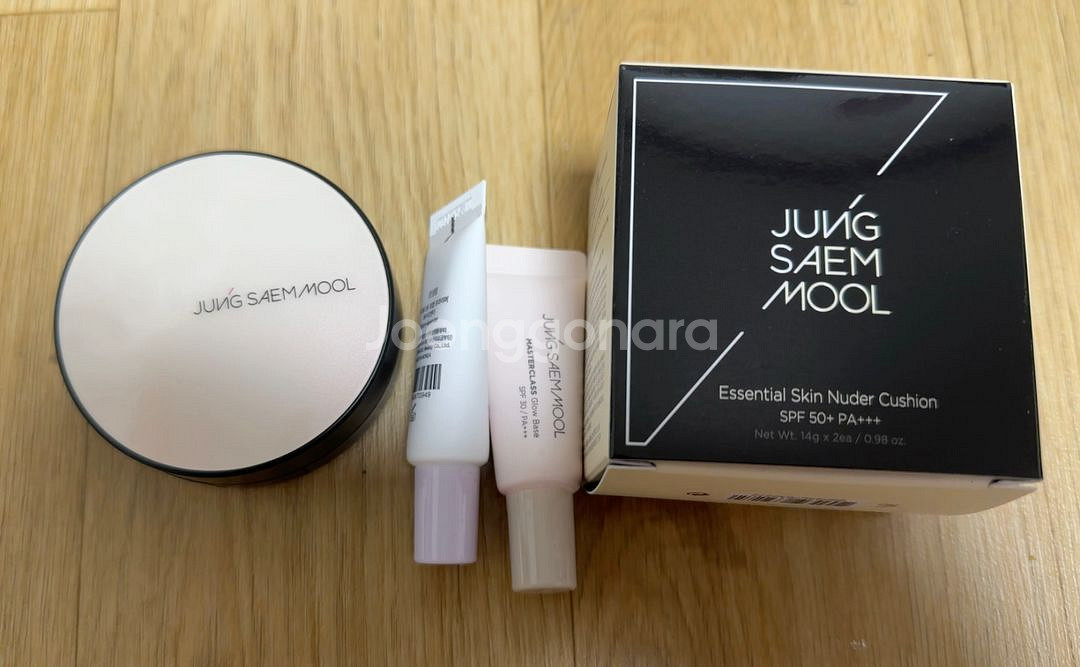 JUNG SAEM MOOL
JUNG SAEM MOOL
MASTERCLASS Glow Base
SPF 30 / PA+++
JUNG
SAEM
MOOL
Essential Skin Nuder Cushion
SPF 50+ PA+++
Net Wt. 14g x 2ea / 0.98 oz.
Joonggonara